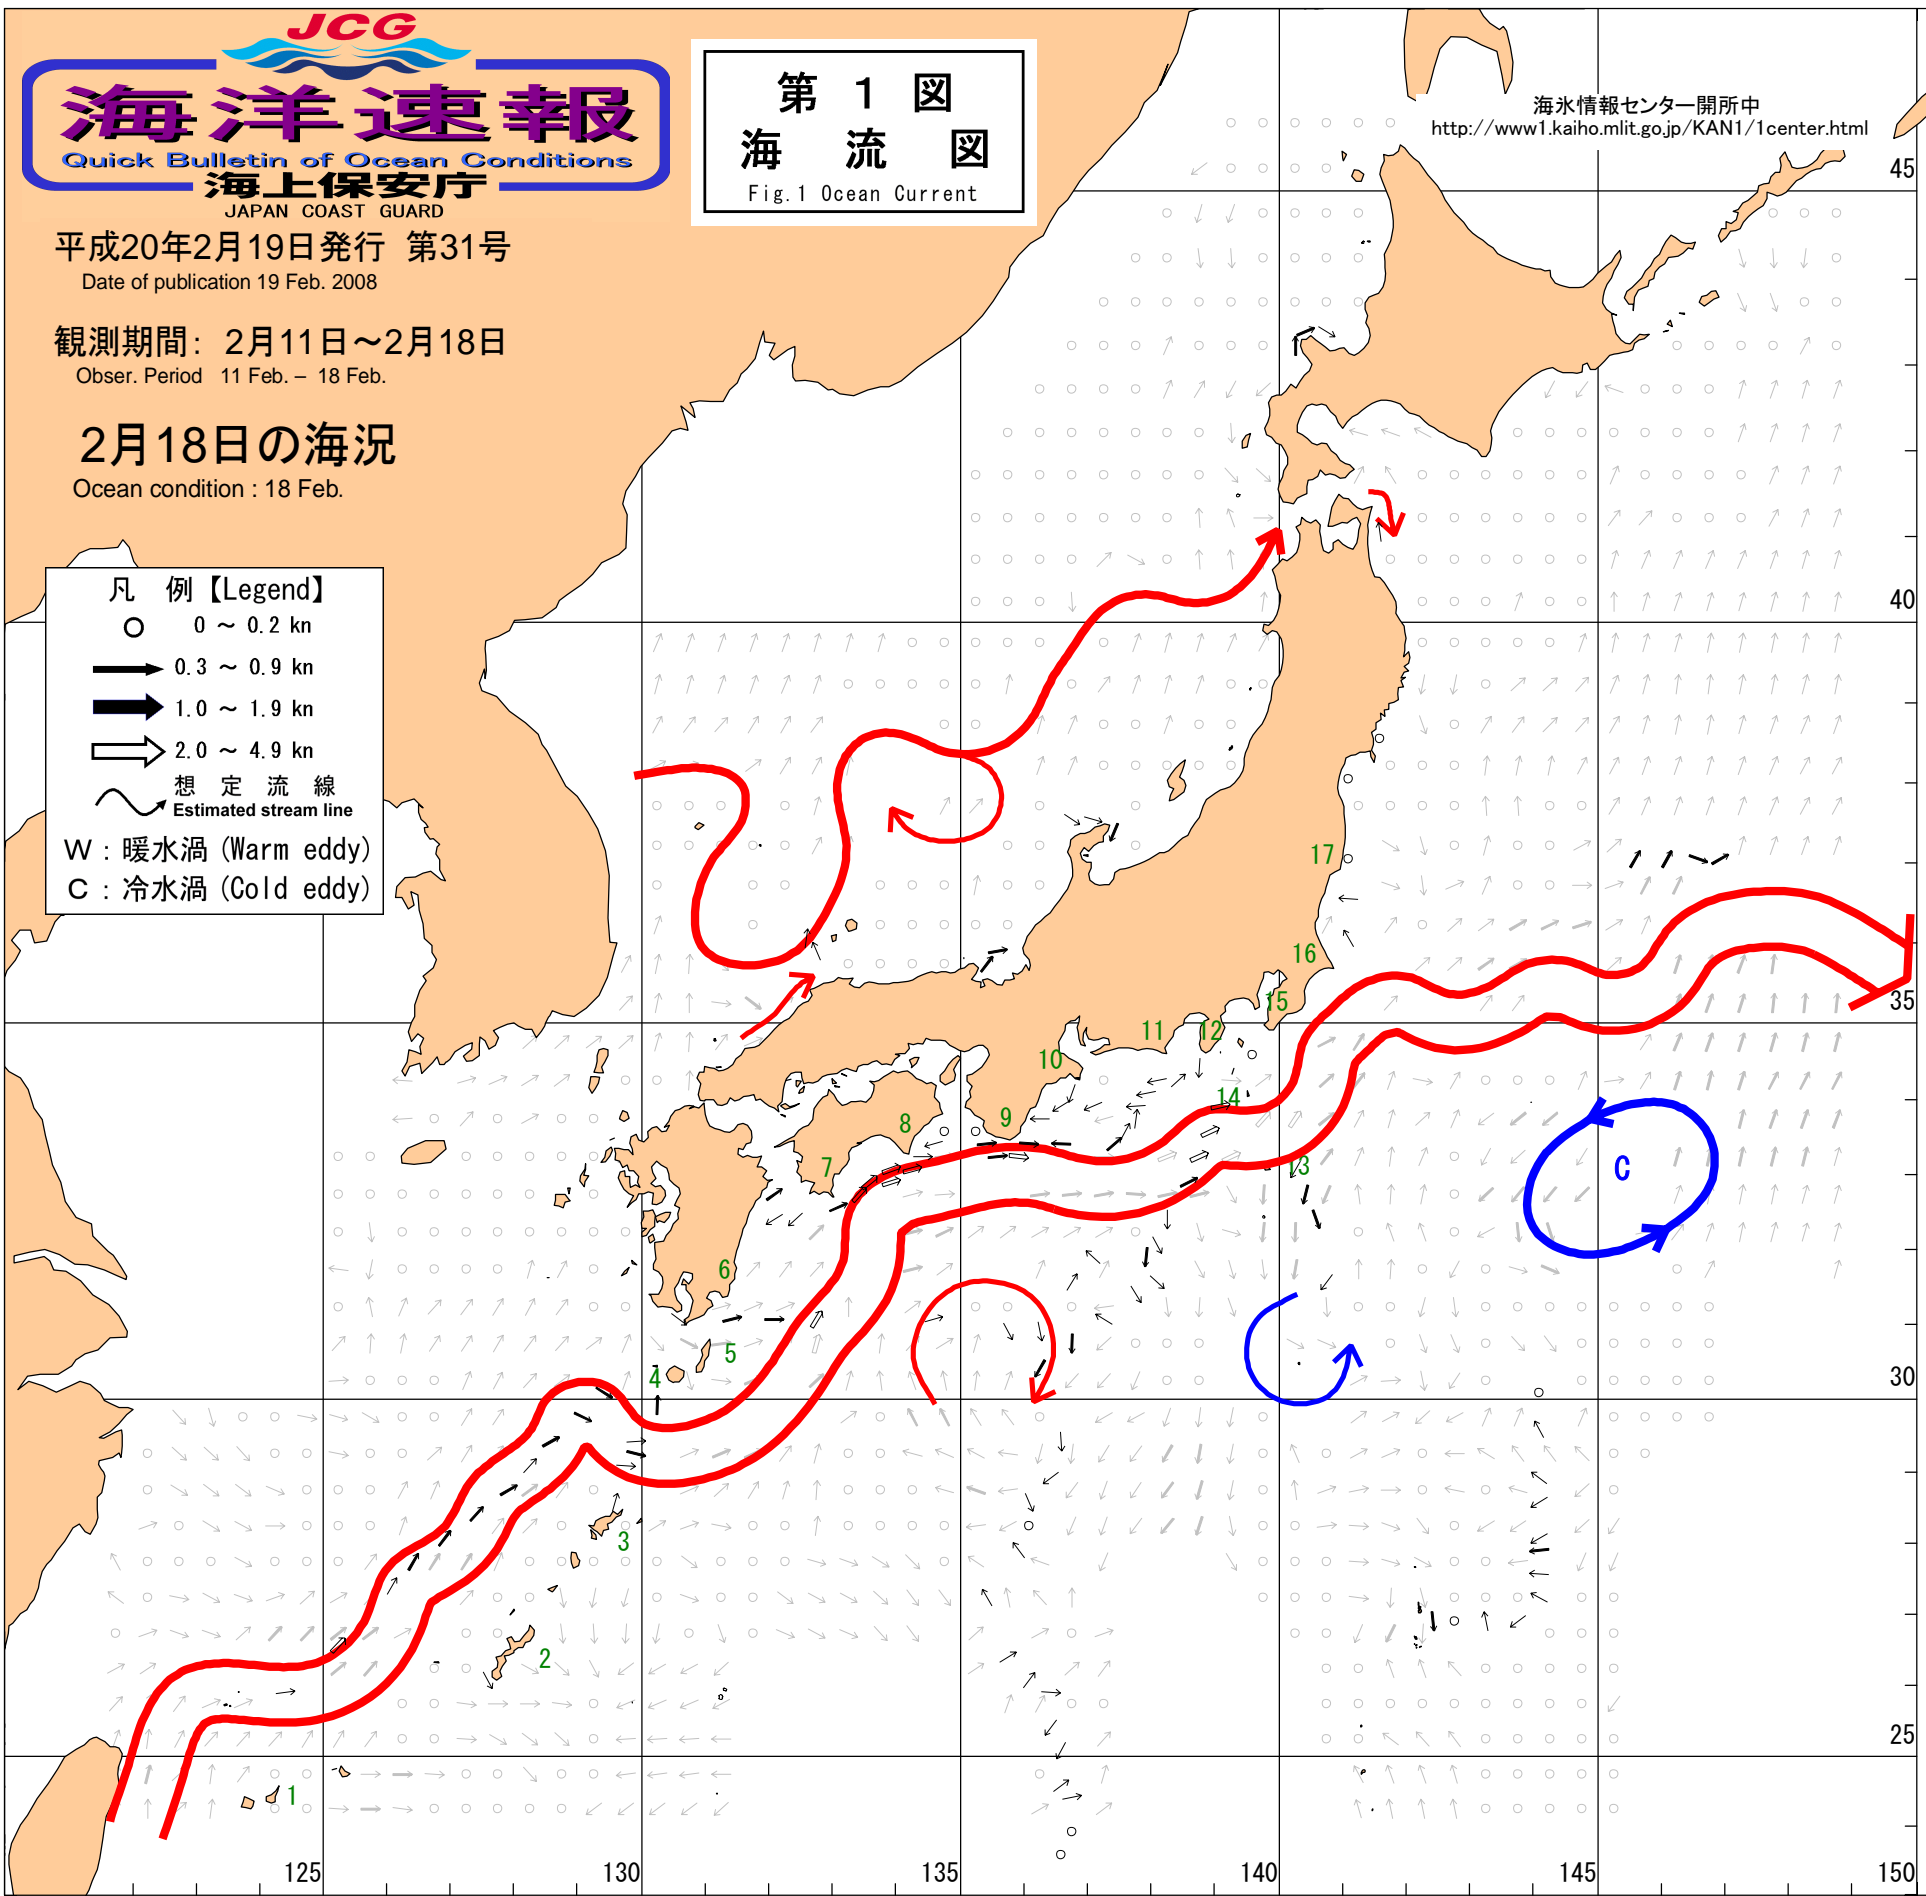 JCG
海洋速報
Quick Bulletin of Ocean Conditions
海上保安庁
JAPAN COAST GUARD
平成20年2月19日発行 第31号
Date of publication 19 Feb. 2008
観測期間: 2月11日～2月18日
Obser. Period 11 Feb. – 18 Feb.
2月18日の海況
Ocean condition : 18 Feb.
第 1 図
海 流 図
Fig.1 Ocean Current
海氷情報センター開所中
http://www1.kaiho.mlit.go.jp/KAN1/1center.html
凡 例【Legend】
0 ～ 0.2 kn
0.3 ～ 0.9 kn
1.0 ～ 1.9 kn
2.0 ～ 4.9 kn
想 定 流 線
Estimated stream line
W : 暖水渦 (Warm eddy)
C : 冷水渦 (Cold eddy)
45
40
17
16
35
15
12
11
10
14
9
8
7
13
C
6
5
4
30
3
2
25
1
125
130
135
140
145
150